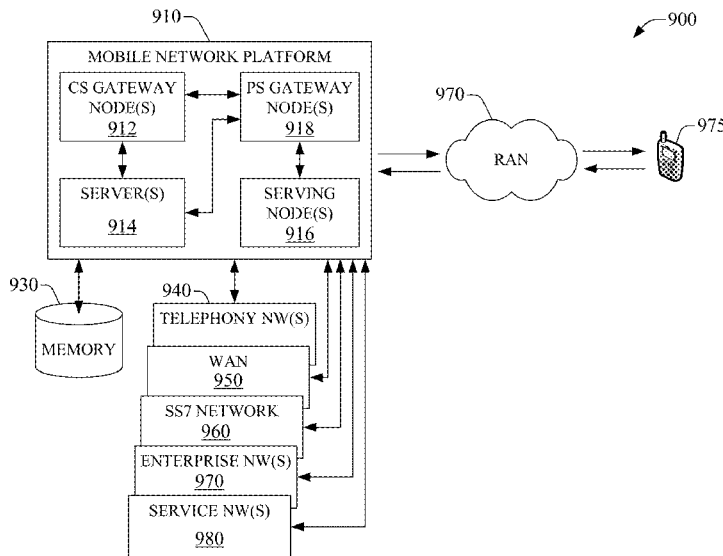 910
900
MOBILE NETWORK PLATFORM
CS GATEWAY
NODE(S)
912
PS GATEWAY
NODE(S)
918
970
RAN
975
SERVER(S)
914
SERVING
NODE(S)
916
930
MEMORY
940
TELEPHONY NW(S)
WAN
950
SS7 NETWORK
960
ENTERPRISE NW(S)
970
SERVICE NW(S)
980